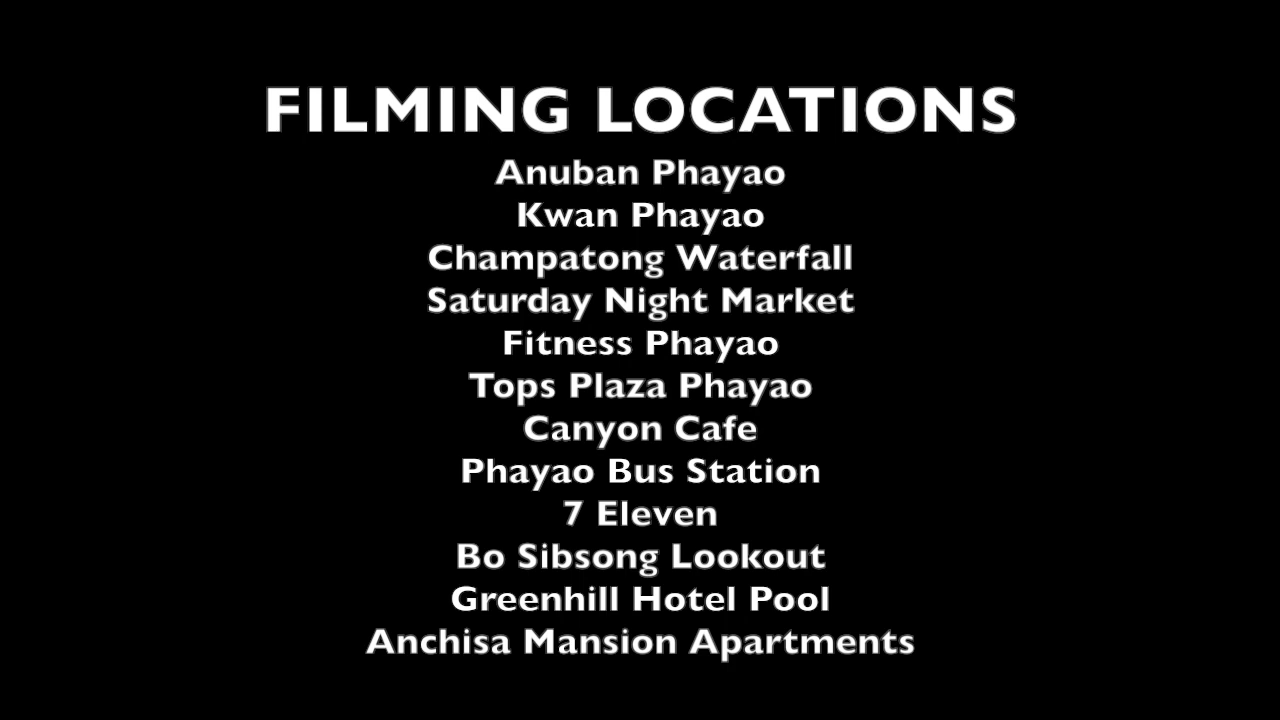 FILMING LOCATIONS
Anuban Phayao
Kwan Phayao
Champatong Waterfall
Saturday Night Market
Fitness Phayao
Tops Plaza Phayao
Canyon Cafe
Phayao Bus Station
7 Eleven
Bo Sibsong Lookout
Greenhill Hotel Pool
Anchisa Mansion Apartments